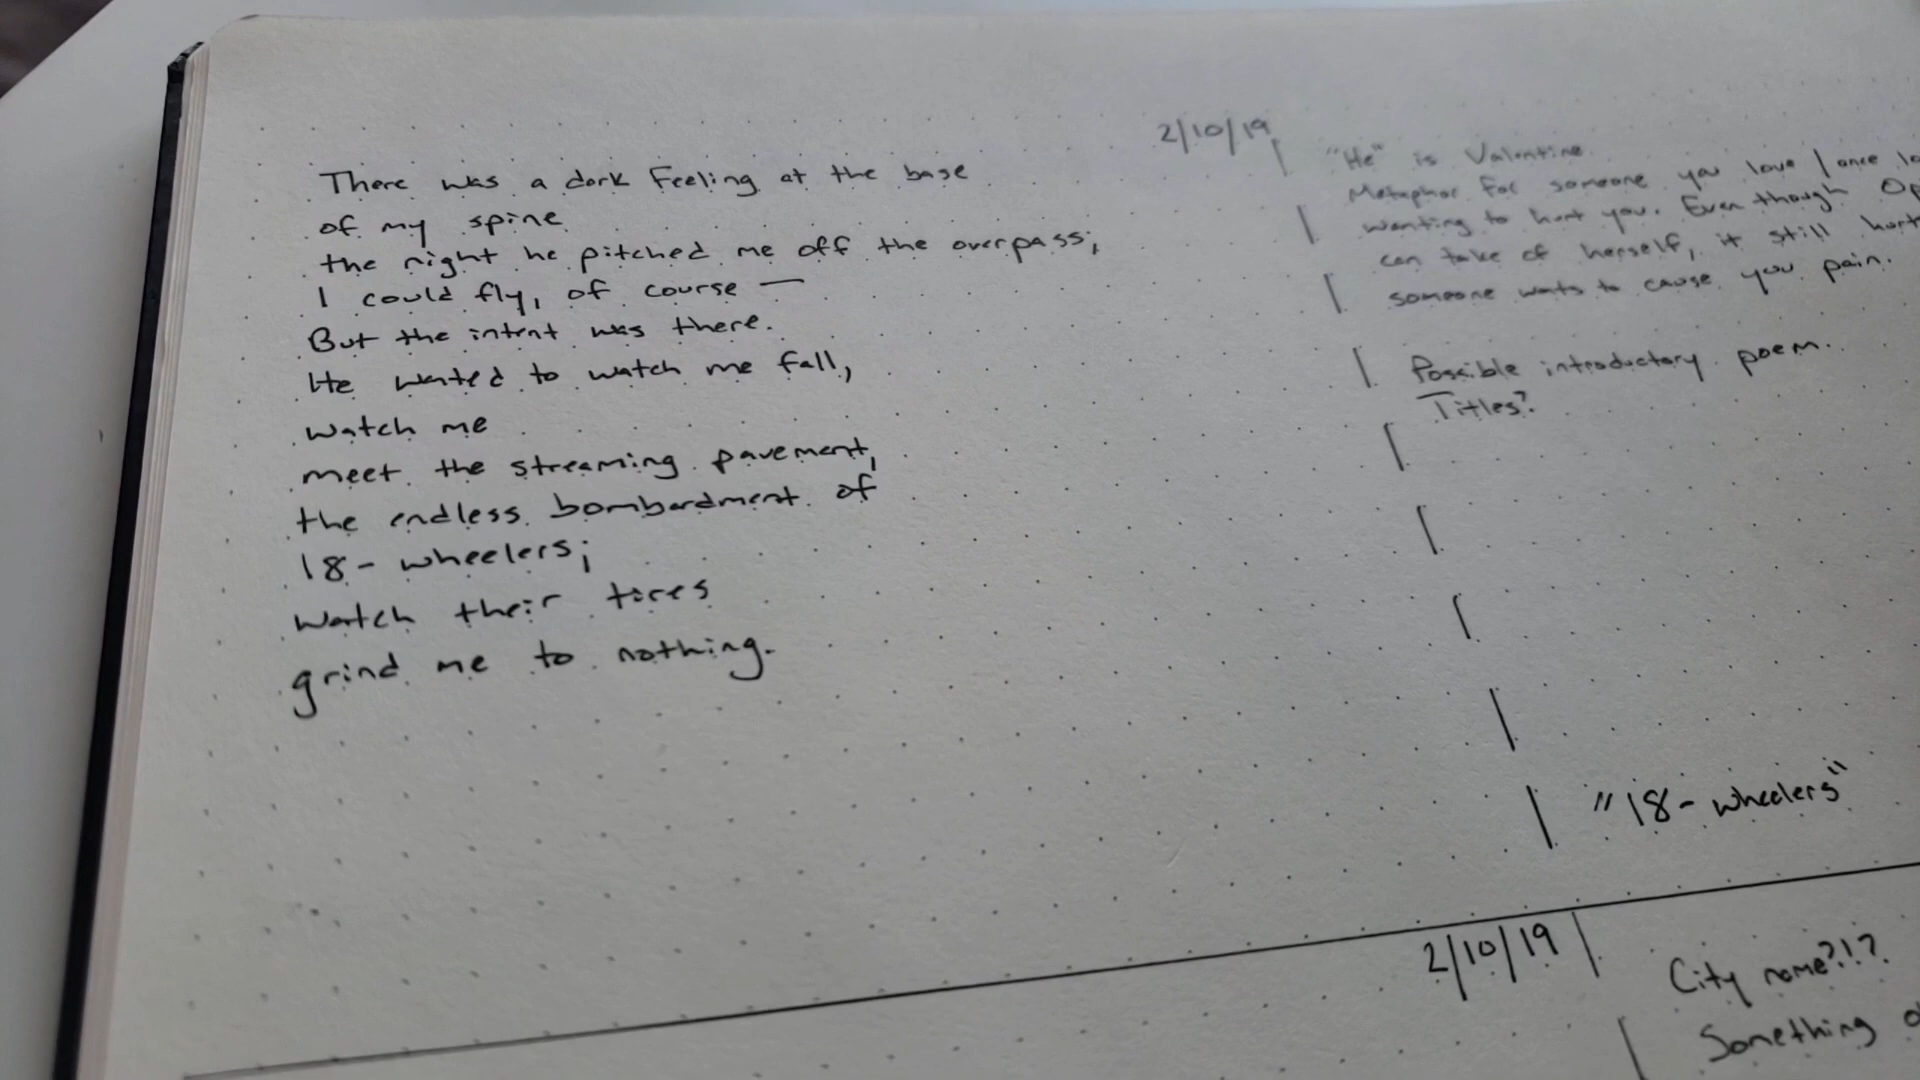 There was a dark feeling at the base
of my spine
the night he pitched me off the overpass;
I could fly, of course —
But the intent was there.
He wanted to watch me fall,
watch me
meet the streaming pavement,
the endless bombardment of
18-wheelers;
watch their tires
grind me to nothing.
2/10/19
"He" is Valentine.
Metaphor for someone you love / once
wanting to hurt you. Even though
can take of herself, it still
someone wants to cause you pain.
Possible introductory poem.
Titles?
"18-wheelers"
2/10/19
City name?!?
Something